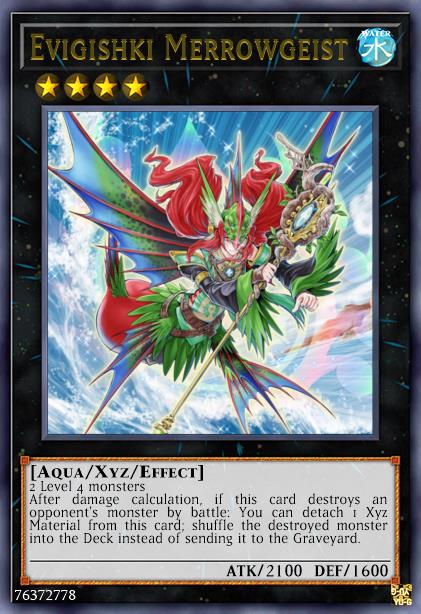 Evigishki Merrowgeist
WATER
水
[Aqua/Xyz/Effect]
2 Level 4 monsters
After damage calculation, if this card destroys an
opponent's monster by battle: You can detach 1 Xyz
Material from this card; shuffle the destroyed monster
into the Deck instead of sending it to the Graveyard.
ATK/2100 DEF/1600
76372778